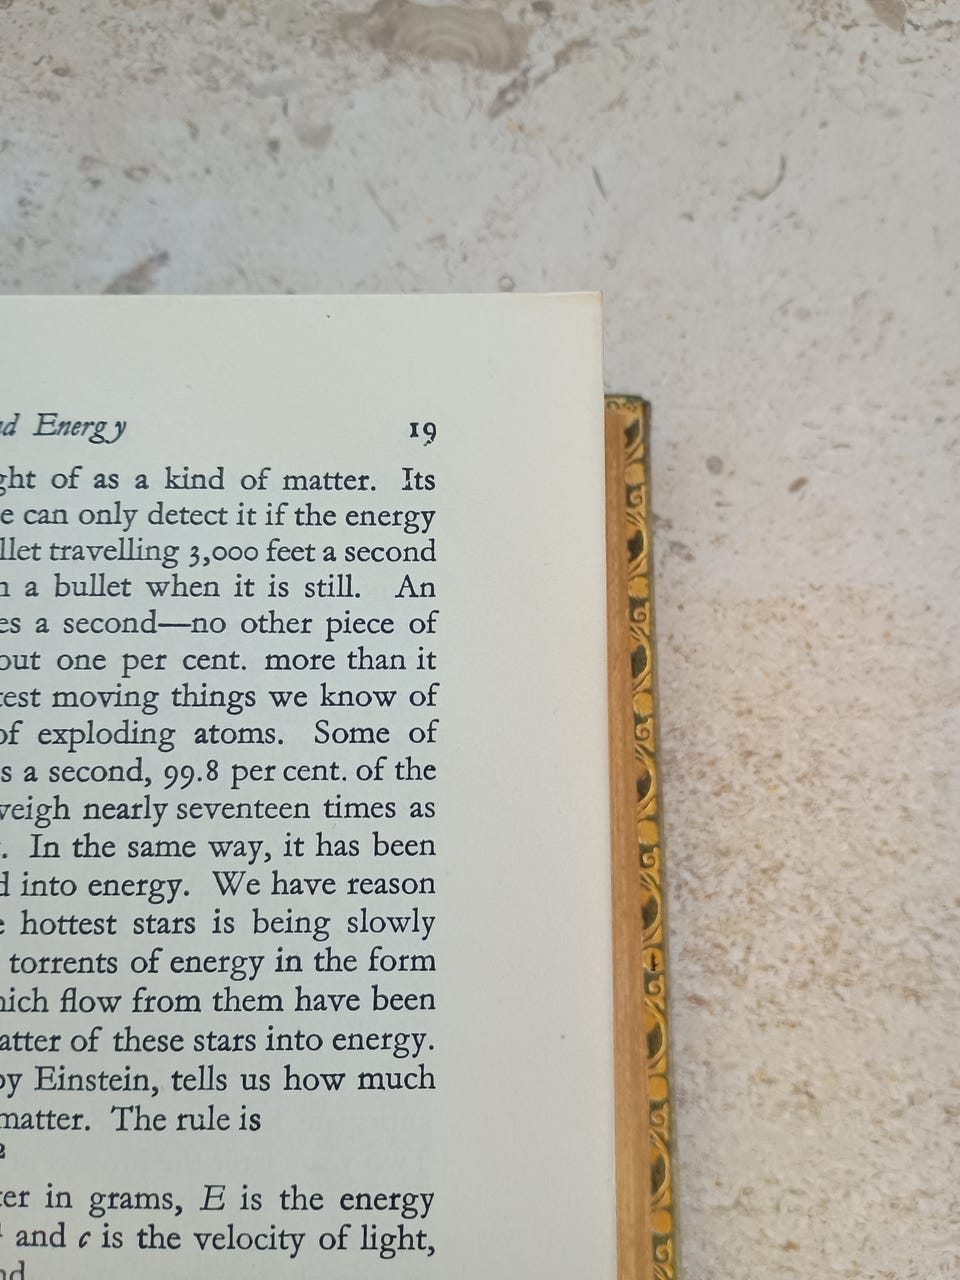 nd Energy 19
ght of as a kind of matter. Its
e can only detect it if the energy
llet travelling 3,000 feet a second
n a bullet when it is still. An
es a second—no other piece of
out one per cent. more than it
test moving things we know of
of exploding atoms. Some of
s a second, 99.8 per cent. of the
weigh nearly seventeen times as
. In the same way, it has been
d into energy. We have reason
e hottest stars is being slowly
torrents of energy in the form
hich flow from them have been
atter of these stars into energy.
by Einstein, tells us how much
matter. The rule is
2
ter in grams, E is the energy
and c is the velocity of light,
nd